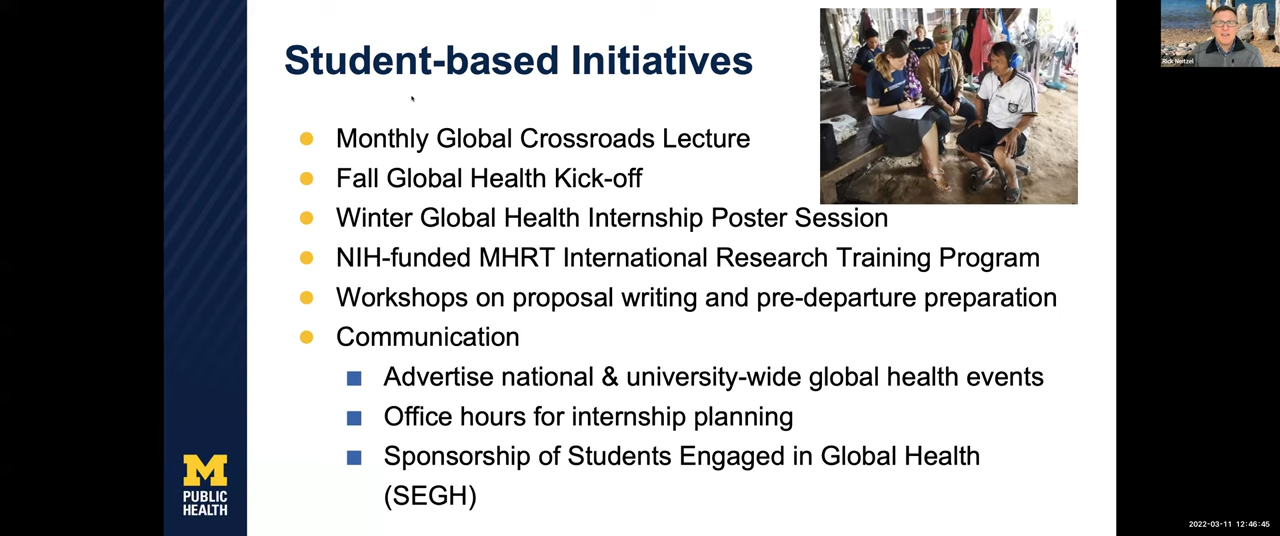 Student-based Initiatives
Monthly Global Crossroads Lecture
Fall Global Health Kick-off
Winter Global Health Internship Poster Session
NIH-funded MHRT International Research Training Program
Workshops on proposal writing and pre-departure preparation
Communication
Advertise national & university-wide global health events
Office hours for internship planning
Sponsorship of Students Engaged in Global Health
(SEGH)
M
PUBLIC
HEALTH
Rick Neitzel
2022-03-11 12:46:45